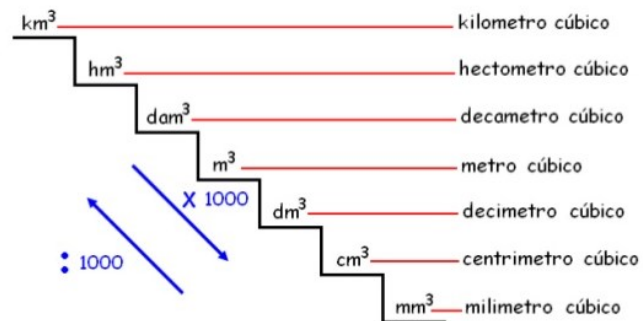 km³ kilometro cúbico
hm³ hectometro cúbico
dam³ decametro cúbico
m³ metro cúbico
X 1000
dm³ decimetro cúbico
: 1000
cm³ centrimetro cúbico
mm³ milimetro cúbico